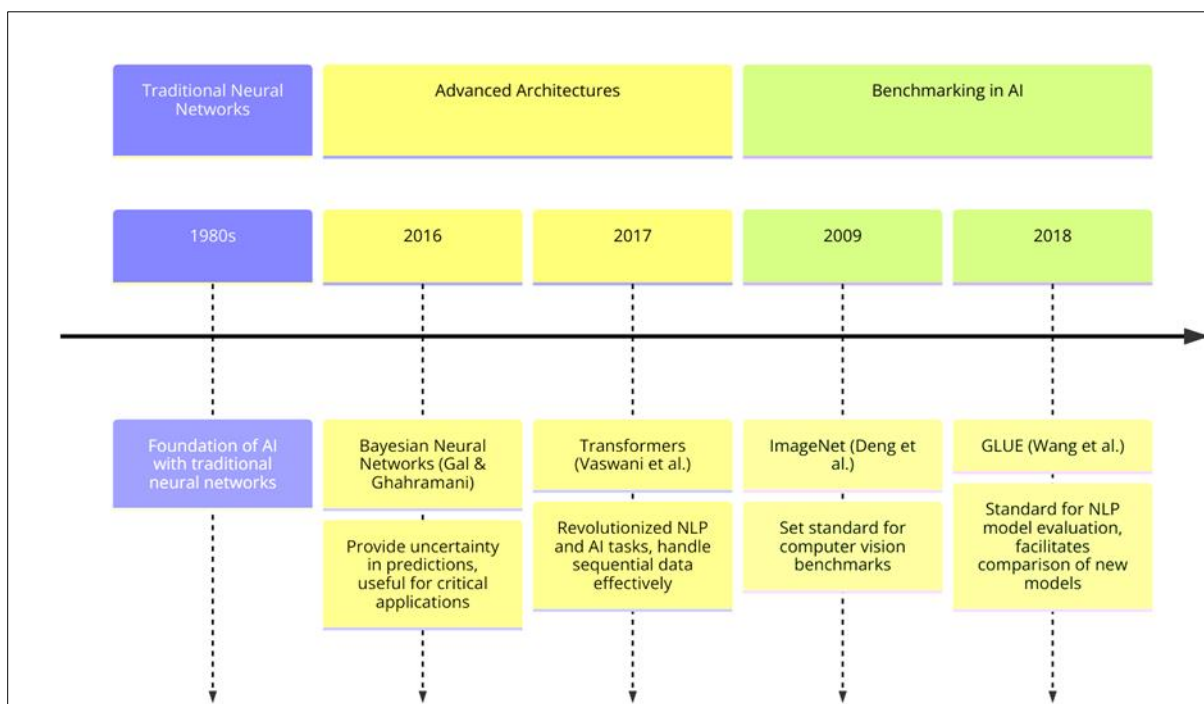 Traditional Neural
Networks
Advanced Architectures
Benchmarking in AI
1980s
2016
2017
2009
2018
Foundation of AI
with traditional
neural networks
Bayesian Neural
Networks (Gal &
Ghahramani)
Provide uncertainty
in predictions,
useful for critical
applications
Transformers
(Vaswani et al.)
Revolutionized NLP
and AI tasks, handle
sequential data
effectively
ImageNet (Deng et
al.)
Set standard for
computer vision
benchmarks
GLUE (Wang et al.)
Standard for NLP
model evaluation,
facilitates
comparison of new
models